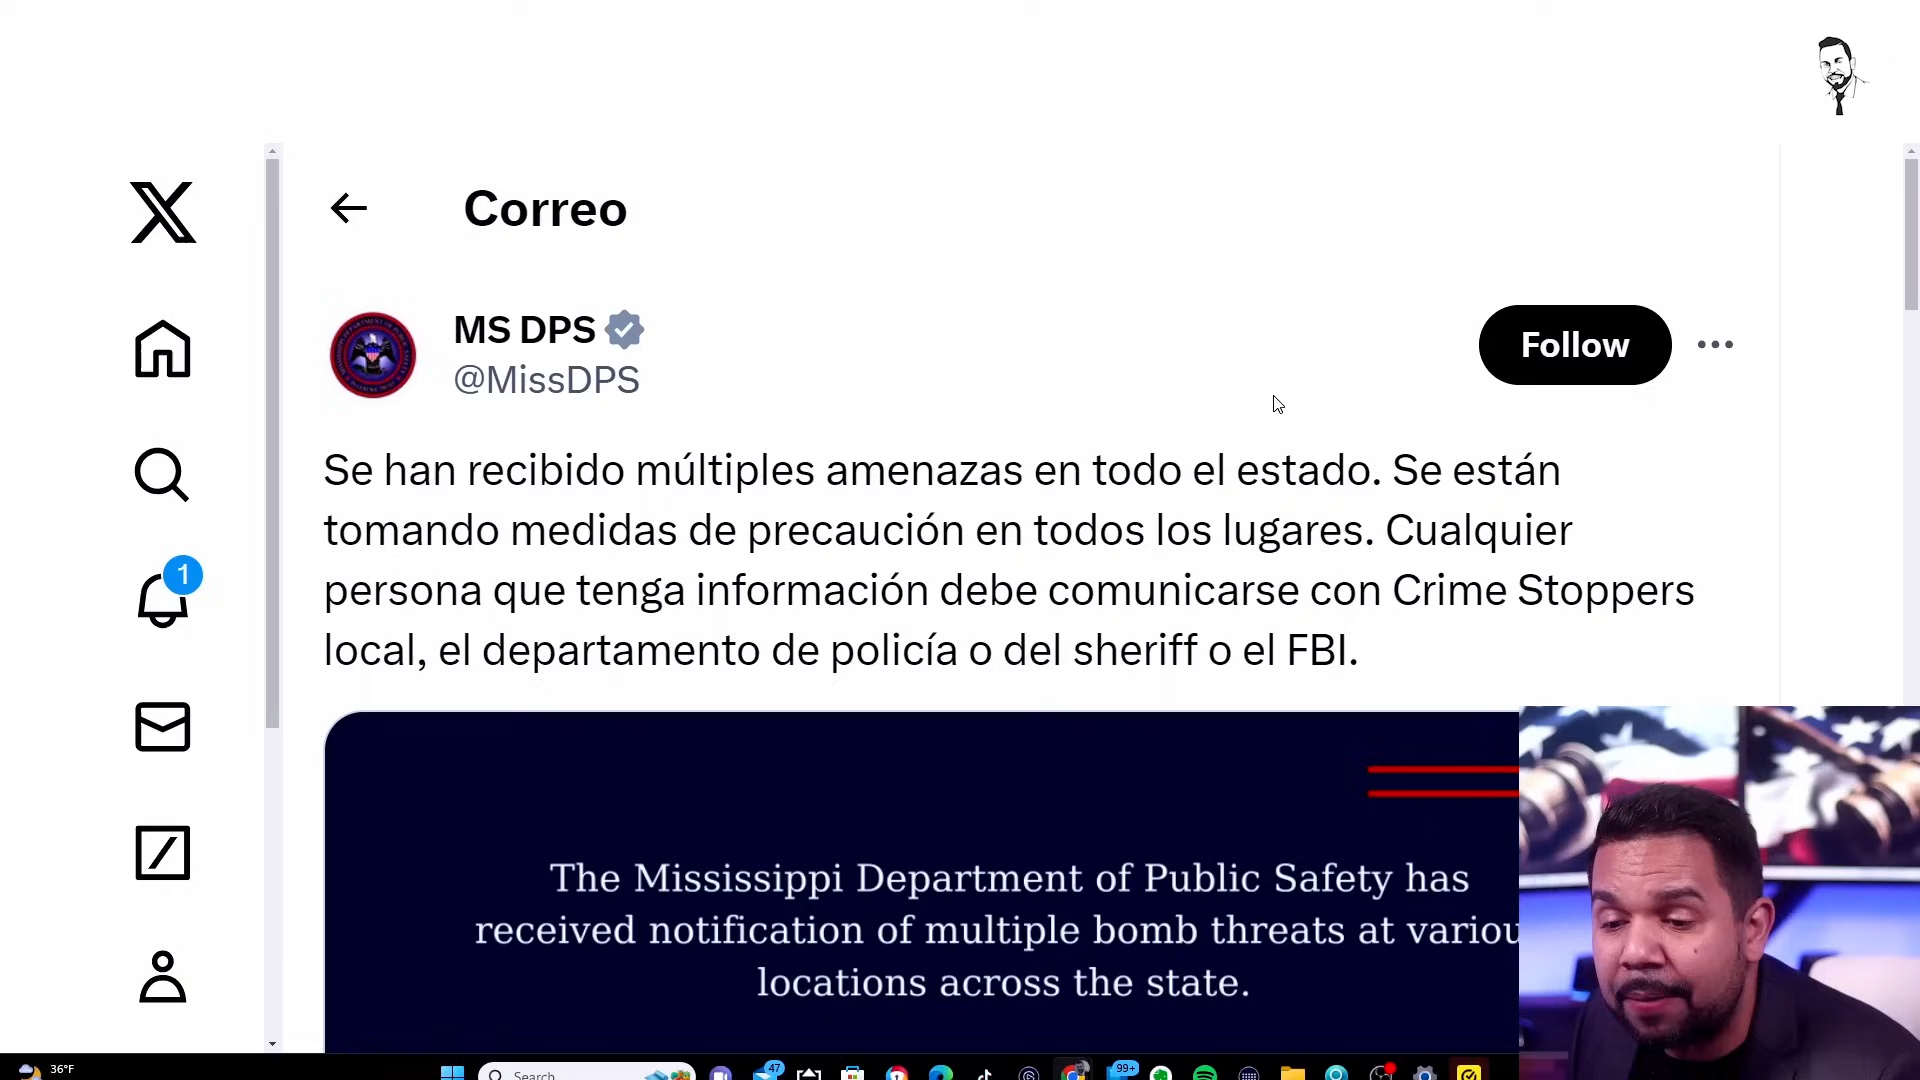 Correo
MS DPS
@MissDPS
Follow
Se han recibido múltiples amenazas en todo el estado. Se están
tomando medidas de precaución en todos los lugares. Cualquier
persona que tenga información debe comunicarse con Crime Stoppers
local, el departamento de policía o del sheriff o el FBI.
1
The Mississippi Department of Public Safety has
received notification of multiple bomb threats at variou
locations across the state.
36°F
Search
47
99+